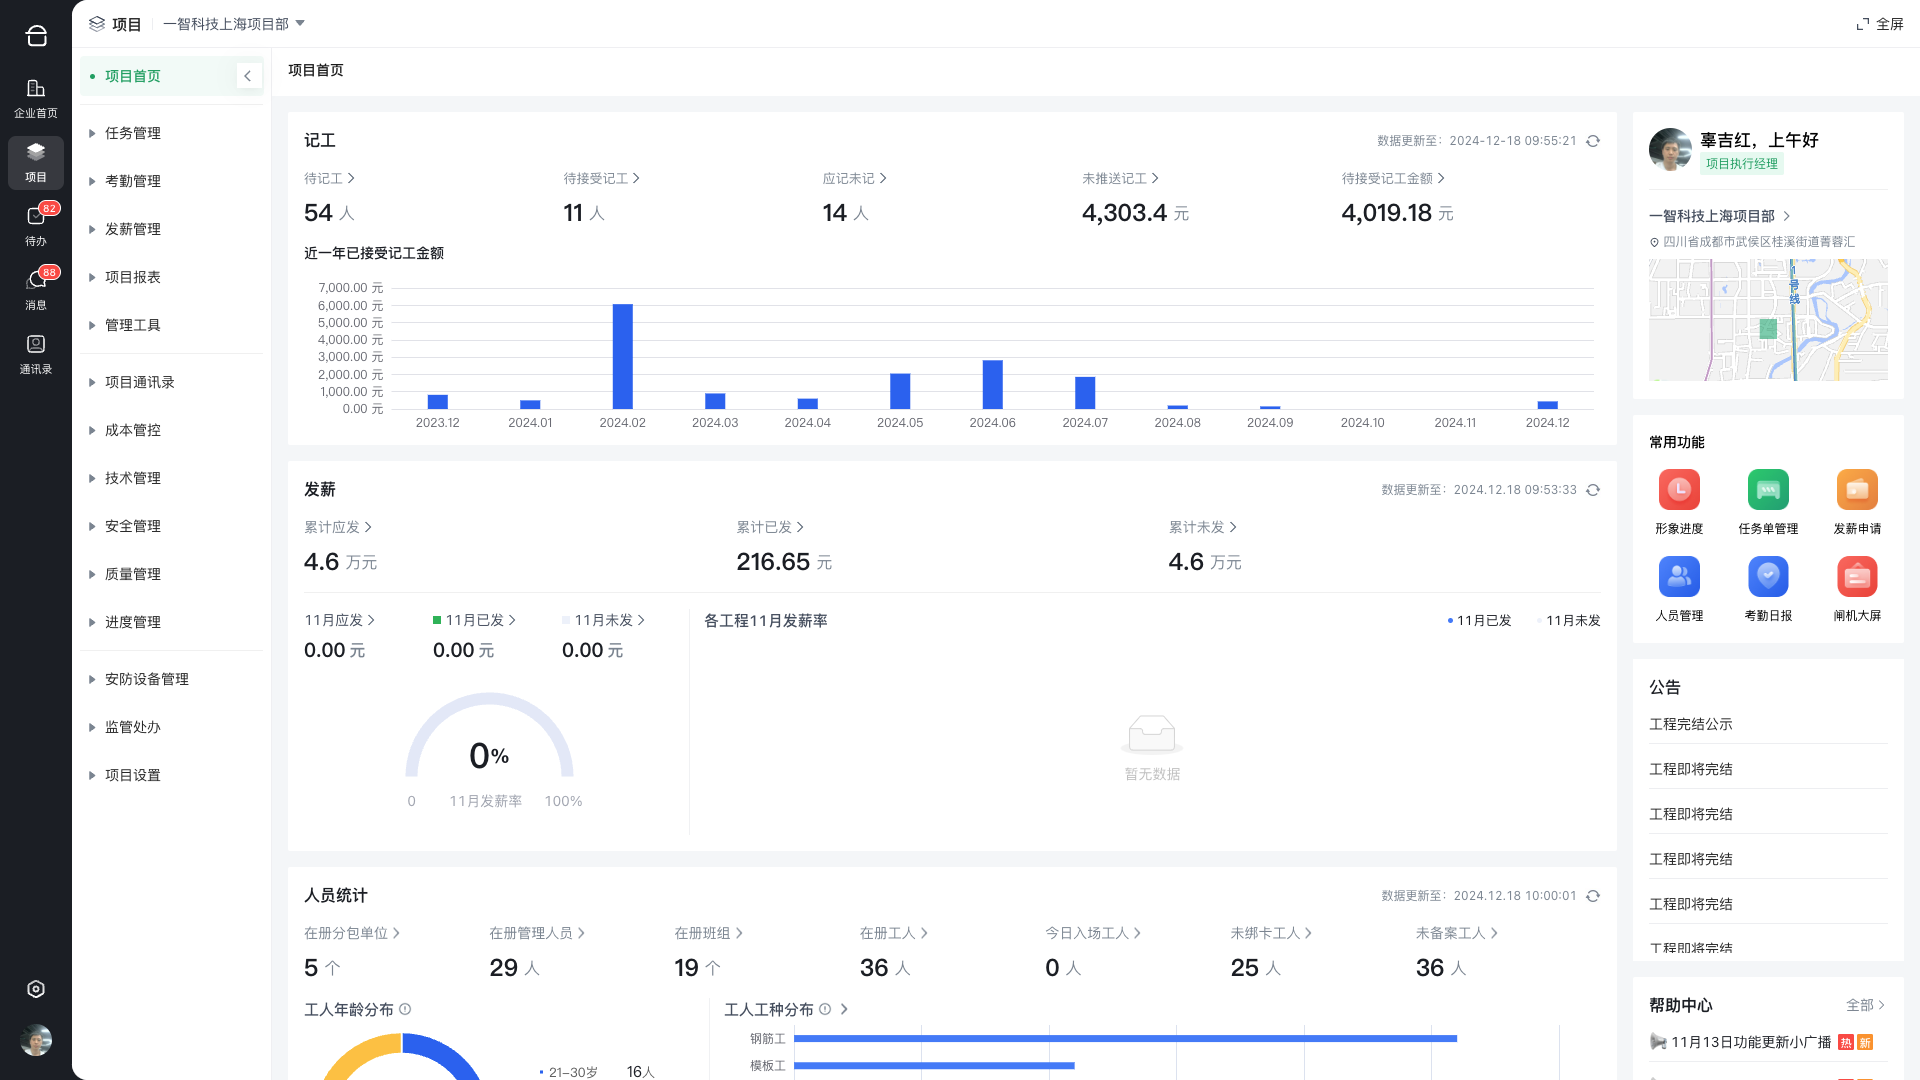 项目
一智科技上海项目部
全屏
企业首页
项目
82
待办
88
消息
通讯录
项目首页
任务管理
考勤管理
发薪管理
项目报表
管理工具
项目通讯录
成本管控
技术管理
安全管理
质量管理
进度管理
安防设备管理
监管处办
项目设置
项目首页
记工
数据更新至：2024-12-18 09:55:21
待记工
54 人
待接受记工
11 人
应记未记
14 人
未推送记工
4,303.4 元
待接受记工金额
4,019.18 元
近一年已接受记工金额
7,000.00 元
6,000.00 元
5,000.00 元
4,000.00 元
3,000.00 元
2,000.00 元
1,000.00 元
0.00 元
2023.12
2024.01
2024.02
2024.03
2024.04
2024.05
2024.06
2024.07
2024.08
2024.09
2024.10
2024.11
2024.12
发薪
数据更新至：2024.12.18 09:53:33
累计应发
4.6 万元
累计已发
216.65 元
累计未发
4.6 万元
11月应发
0.00 元
11月已发
0.00 元
11月未发
0.00 元
0%
0
11月发薪率
100%
各工程11月发薪率
11月已发
11月未发
暂无数据
人员统计
数据更新至：2024.12.18 10:00:01
在册分包单位
5 个
在册管理人员
29 人
在册班组
19 个
在册工人
36 人
今日入场工人
0 人
未绑卡工人
25 人
未备案工人
36 人
工人年龄分布
21-30岁
16人
工人工种分布
钢筋工
模板工
辜吉红，上午好
项目执行经理
一智科技上海项目部
四川省成都市武侯区桂溪街道菁蓉汇
1号线
常用功能
形象进度
任务单管理
发薪申请
人员管理
考勤日报
闸机大屏
公告
工程完结公示
工程即将完结
工程即将完结
工程即将完结
工程即将完结
工程即将完结
帮助中心
全部
11月13日功能更新小广播
热
新